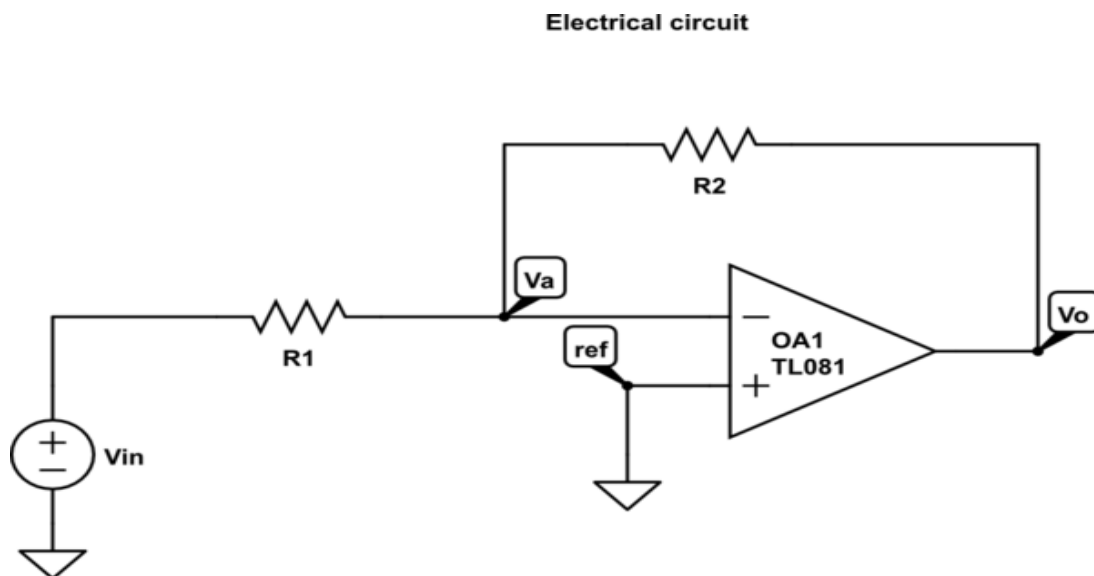 Electrical circuit
R2
Va
R1
ref
OA1
TL081
Vo
Vin